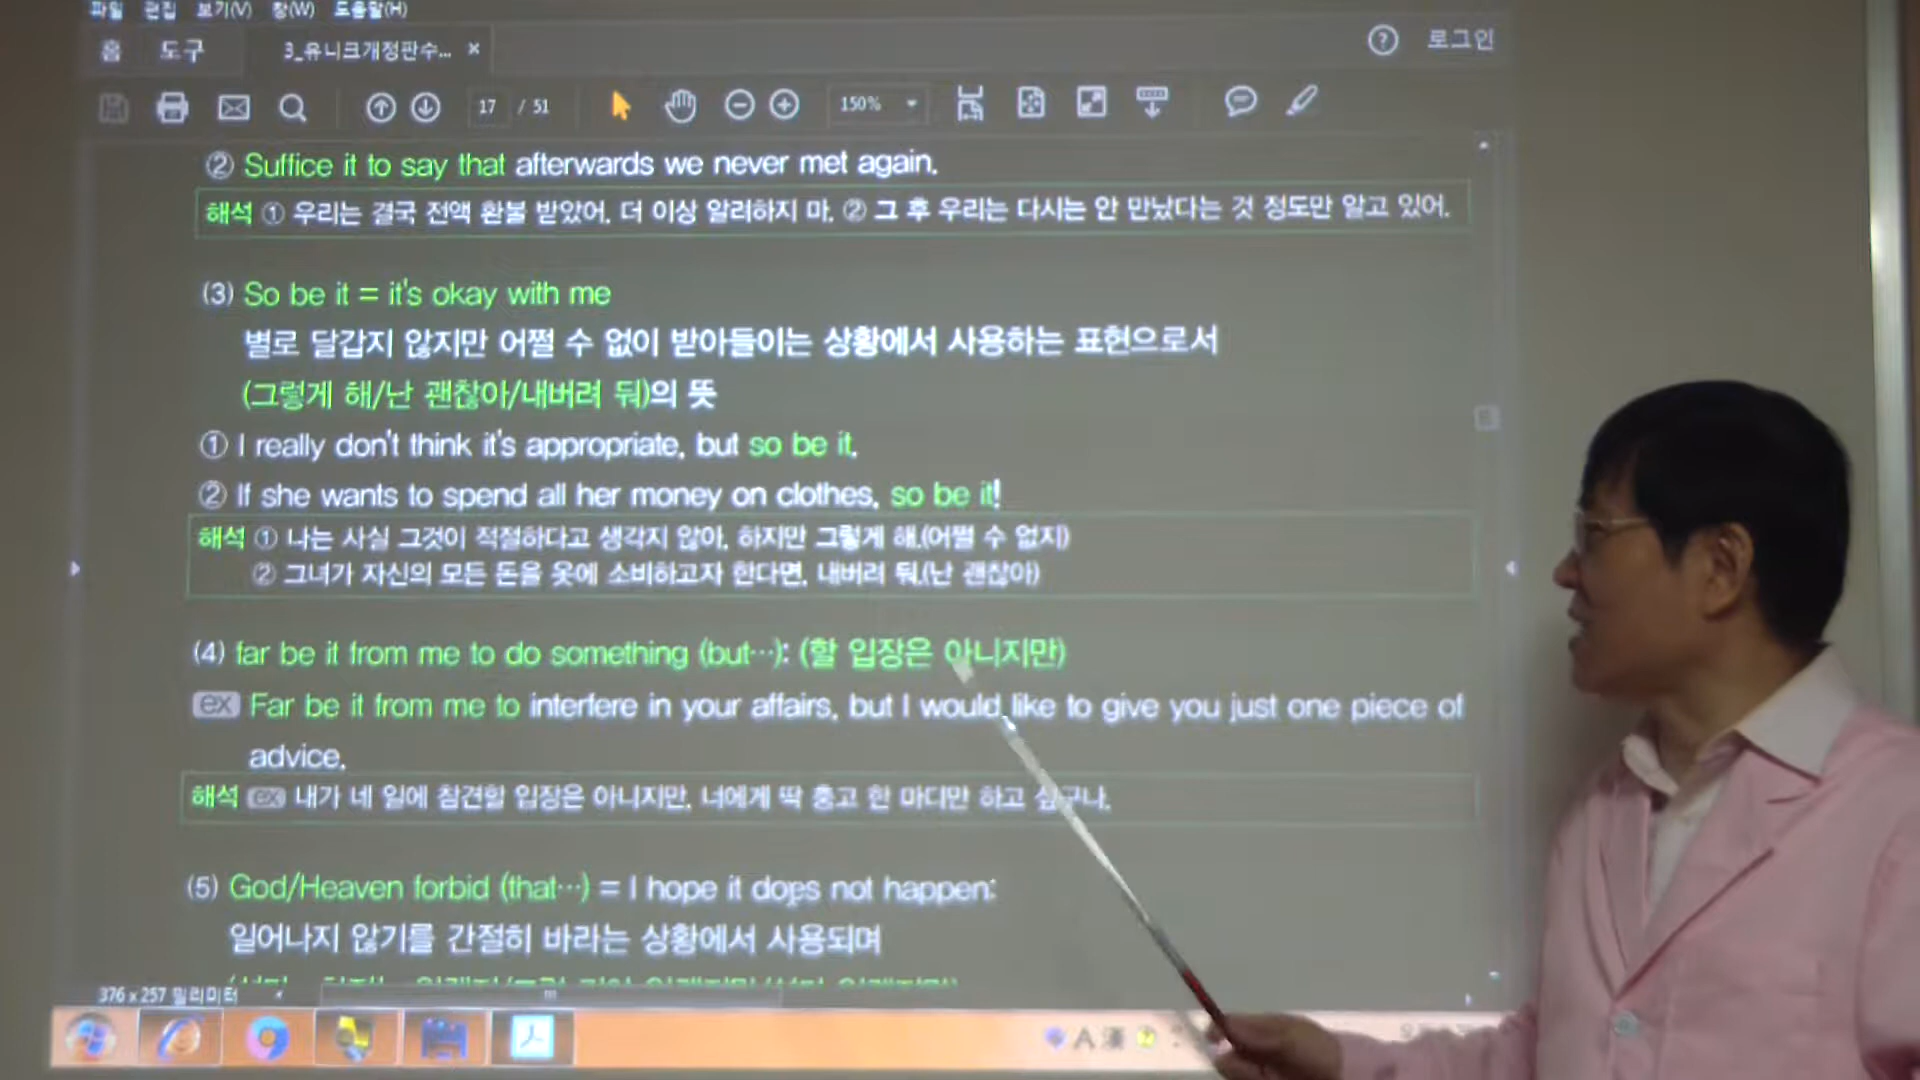 파일 편집 보기(V) 창(W) 도움말(H)
홈 도구 3_유니크개정판수... × ? 로그인
17 / 51 150%
② Suffice it to say that afterwards we never met again.
해석 ① 우리는 결국 전액 환불 받았어. 더 이상 알려하지 마. ② 그 후 우리는 다시는 안 만났다는 것 정도만 알고 있어.
(3) So be it = it's okay with me
별로 달갑지 않지만 어쩔 수 없이 받아들이는 상황에서 사용하는 표현으로서
(그렇게 해/난 괜찮아/내버려 둬)의 뜻
① I really don't think it's appropriate, but so be it.
② If she wants to spend all her money on clothes, so be it!
해석 ① 나는 사실 그것이 적절하다고 생각지 않아, 하지만 그렇게 해.(어쩔 수 없지)
② 그녀가 자신의 모든 돈을 옷에 소비하고자 한다면, 내버려 둬.(난 괜찮아)
(4) far be it from me to do something (but···): (할 입장은 아니지만)
ex Far be it from me to interfere in your affairs, but I would like to give you just one piece of
advice.
해석 ex 내가 네 일에 참견할 입장은 아니지만, 너에게 딱 충고 한 마디만 하고 싶구나.
(5) God/Heaven forbid (that···) = I hope it does not happen:
일어나지 않기를 간절히 바라는 상황에서 사용되며
376 x 257 밀리미터
A 漢